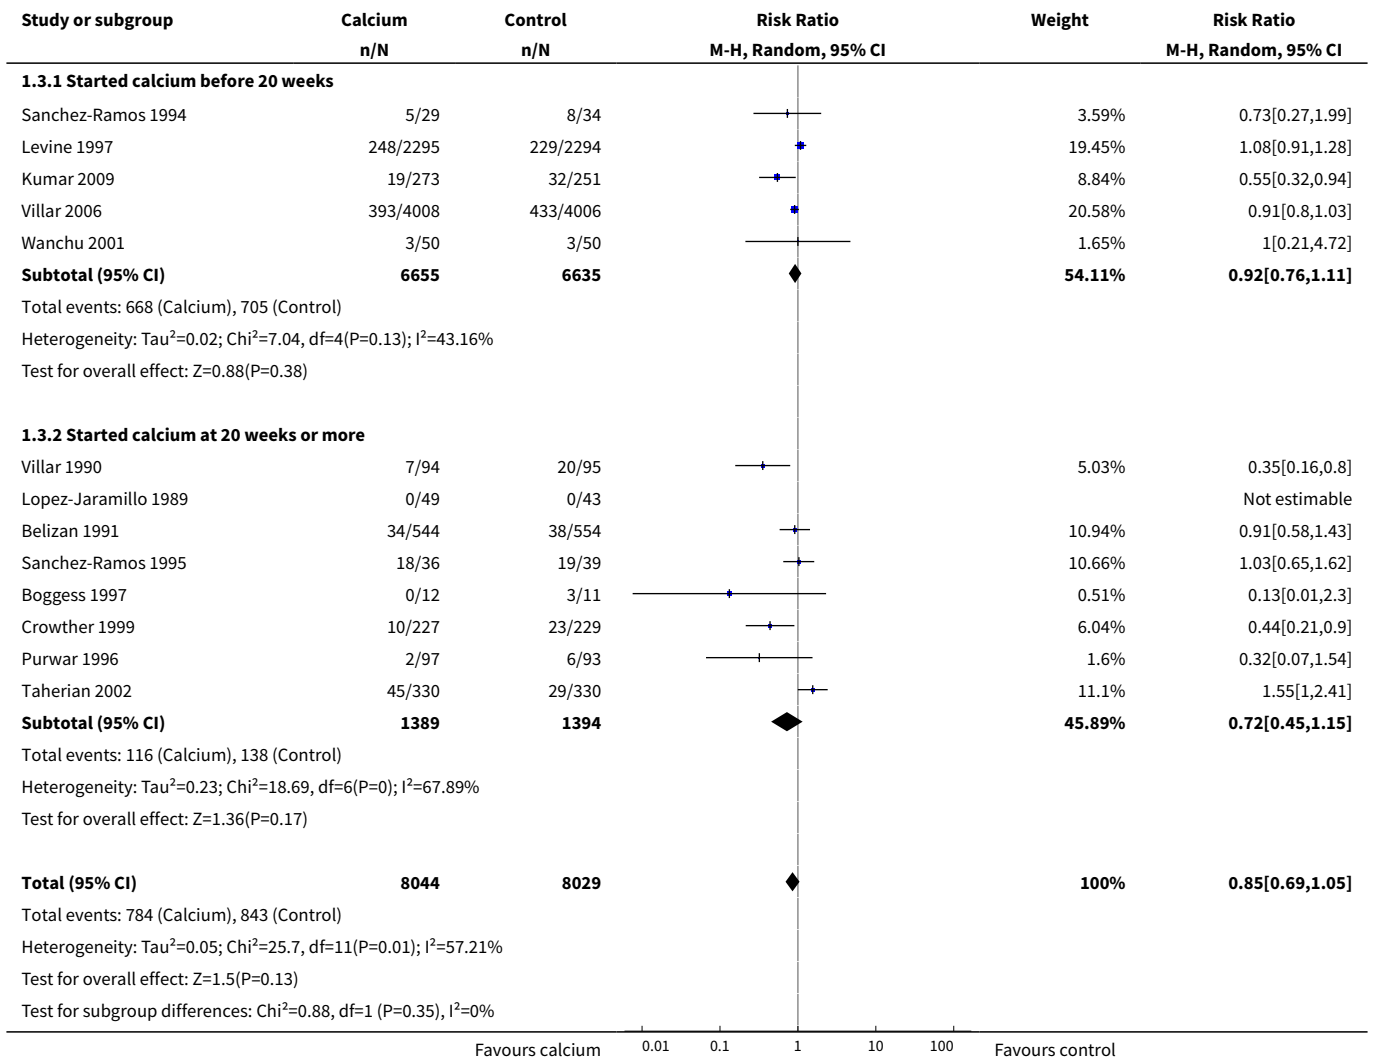 Study or subgroup Calcium Control Risk Ratio Weight Risk Ratio
n/N n/N M-H, Random, 95% CI M-H, Random, 95% CI
1.3.1 Started calcium before 20 weeks
Sanchez-Ramos 1994 5/29 8/34 3.59% 0.73[0.27,1.99]
Levine 1997 248/2295 229/2294 19.45% 1.08[0.91,1.28]
Kumar 2009 19/273 32/251 8.84% 0.55[0.32,0.94]
Villar 2006 393/4008 433/4006 20.58% 0.91[0.8,1.03]
Wanchu 2001 3/50 3/50 1.65% 1[0.21,4.72]
Subtotal (95% CI) 6655 6635 54.11% 0.92[0.76,1.11]
Total events: 668 (Calcium), 705 (Control)
Heterogeneity: Tau²=0.02; Chi²=7.04, df=4(P=0.13); I²=43.16%
Test for overall effect: Z=0.88(P=0.38)
1.3.2 Started calcium at 20 weeks or more
Villar 1990 7/94 20/95 5.03% 0.35[0.16,0.8]
Lopez-Jaramillo 1989 0/49 0/43 Not estimable
Belizan 1991 34/544 38/554 10.94% 0.91[0.58,1.43]
Sanchez-Ramos 1995 18/36 19/39 10.66% 1.03[0.65,1.62]
Boggess 1997 0/12 3/11 0.51% 0.13[0.01,2.3]
Crowther 1999 10/227 23/229 6.04% 0.44[0.21,0.9]
Purwar 1996 2/97 6/93 1.6% 0.32[0.07,1.54]
Taherian 2002 45/330 29/330 11.1% 1.55[1,2.41]
Subtotal (95% CI) 1389 1394 45.89% 0.72[0.45,1.15]
Total events: 116 (Calcium), 138 (Control)
Heterogeneity: Tau²=0.23; Chi²=18.69, df=6(P=0); I²=67.89%
Test for overall effect: Z=1.36(P=0.17)
Total (95% CI) 8044 8029 100% 0.85[0.69,1.05]
Total events: 784 (Calcium), 843 (Control)
Heterogeneity: Tau²=0.05; Chi²=25.7, df=11(P=0.01); I²=57.21%
Test for overall effect: Z=1.5(P=0.13)
Test for subgroup differences: Chi²=0.88, df=1 (P=0.35), I²=0%
Favours calcium 0.01 0.1 1 10 100 Favours control